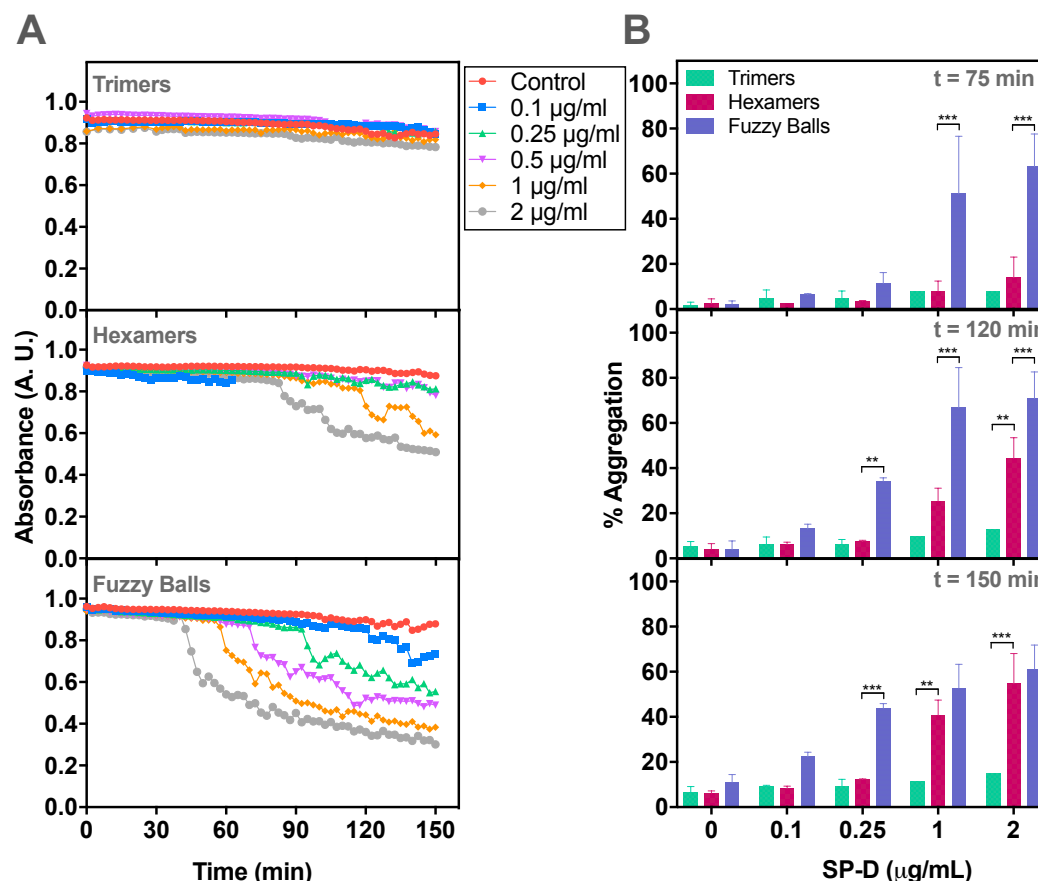 A
Trimers
1.0
0.8
0.6
0.4
0.2
0.0
Hexamers
1.0
0.8
0.6
0.4
0.2
0.0
Fuzzy Balls
1.0
0.8
0.6
0.4
0.2
0.0
0 30 60 90 120 150
Time (min)
Absorbance (A. U.)
Control
0.1 µg/ml
0.25 µg/ml
0.5 µg/ml
1 µg/ml
2 µg/ml
B
Trimers
Hexamers
Fuzzy Balls
t = 75 min
100
80
60
40
20
0
*** ***
t = 120 min
100
80
60
40
20
0
** *** ** ***
t = 150 min
100
80
60
40
20
0
*** ** ***
0 0.1 0.25 1 2
SP-D (µg/mL)
% Aggregation